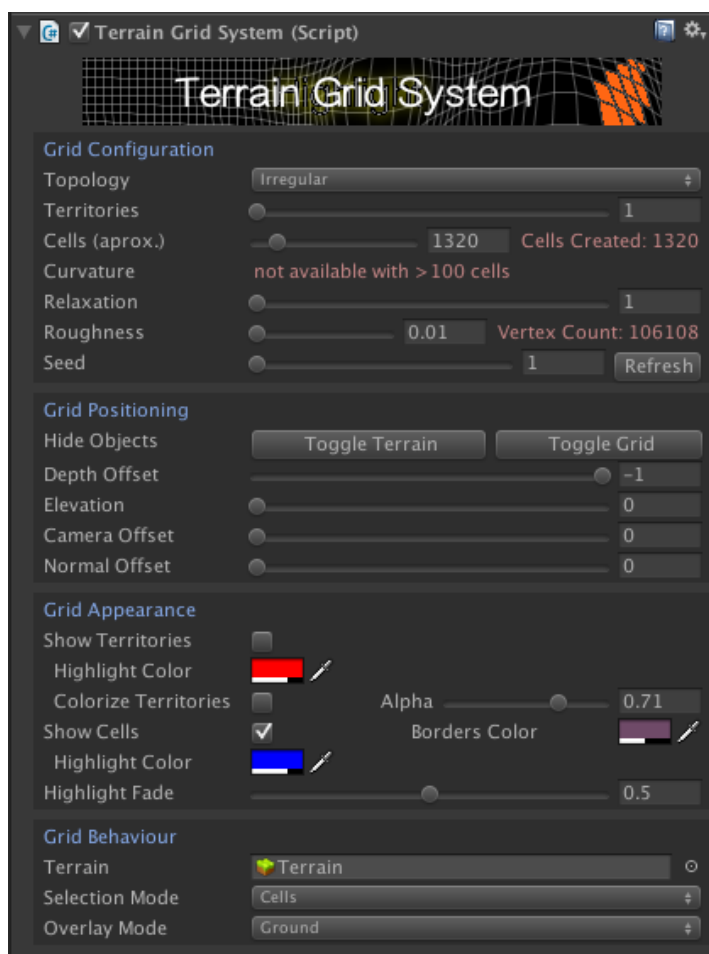 Terrain Grid System (Script)
Terrain Grid System
Grid Configuration
Topology Irregular
Territories 1
Cells (aprox.) 1320 Cells Created: 1320
Curvature not available with >100 cells
Relaxation 1
Roughness 0.01 Vertex Count: 106108
Seed 1 Refresh
Grid Positioning
Hide Objects Toggle Terrain Toggle Grid
Depth Offset -1
Elevation 0
Camera Offset 0
Normal Offset 0
Grid Appearance
Show Territories
Highlight Color
Colorize Territories Alpha 0.71
Show Cells Borders Color
Highlight Color
Highlight Fade 0.5
Grid Behaviour
Terrain Terrain
Selection Mode Cells
Overlay Mode Ground